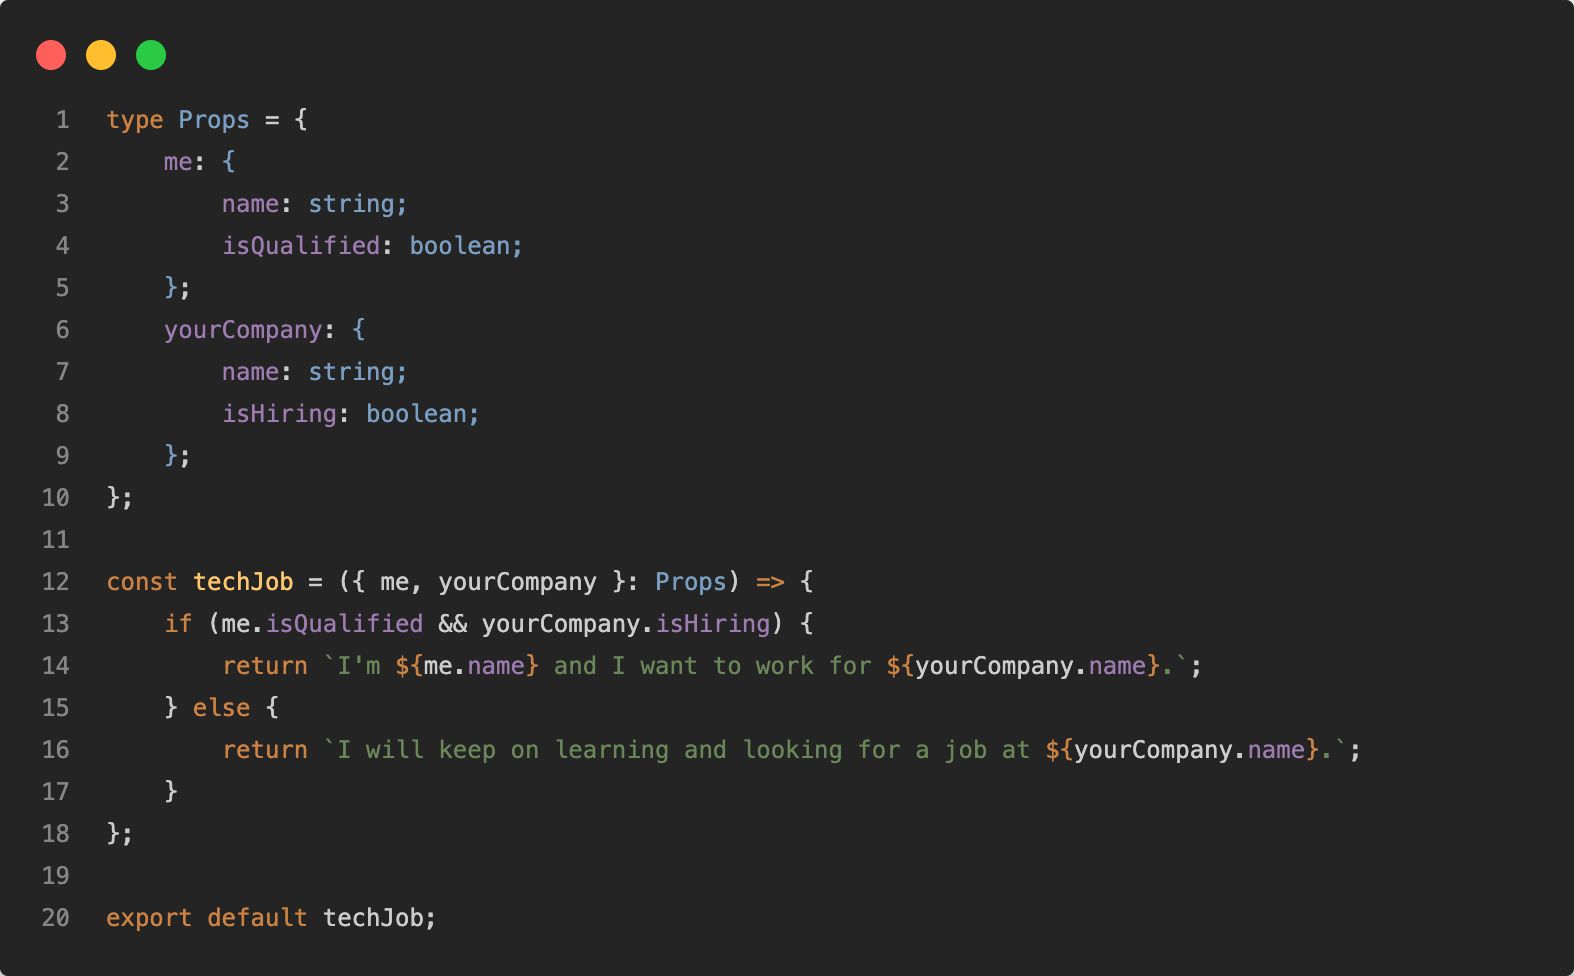 1 type Props = {
2     me: {
3         name: string;
4         isQualified: boolean;
5     };
6     yourCompany: {
7         name: string;
8         isHiring: boolean;
9     };
10 };
11
12 const techJob = ({ me, yourCompany }: Props) => {
13     if (me.isQualified && yourCompany.isHiring) {
14         return `I'm ${me.name} and I want to work for ${yourCompany.name}.`;
15     } else {
16         return `I will keep on learning and looking for a job at ${yourCompany.name}.`;
17     }
18 };
19
20 export default techJob;